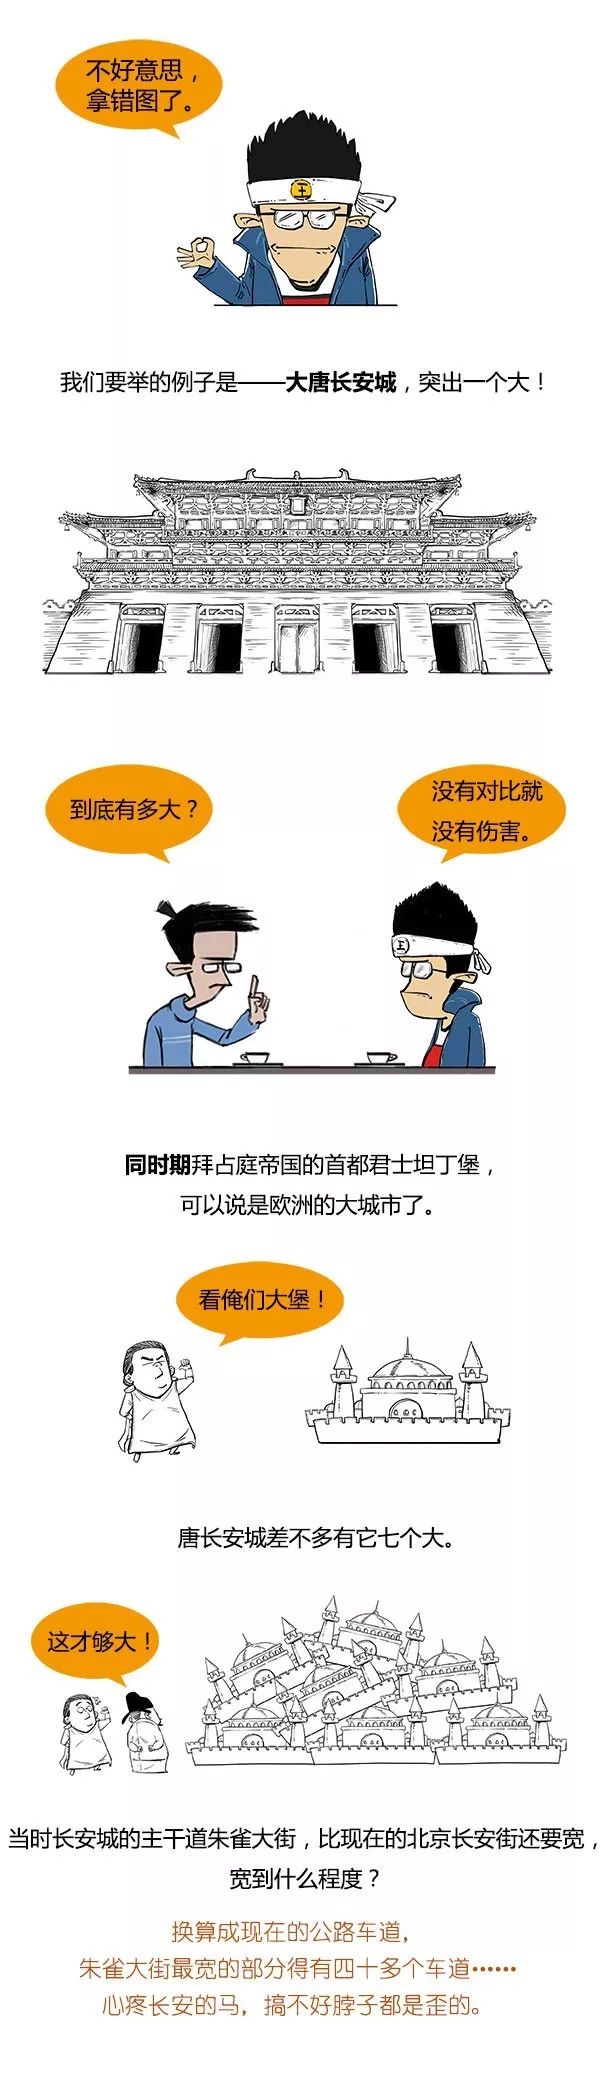 不好意思，
拿错图了。
王
我们要举的例子是——大唐长安城，突出一个大！
到底有多大？
没有对比就
没有伤害。
王
同时期拜占庭帝国的首都君士坦丁堡，
可以说是欧洲的大城市了。
看俺们大堡！
唐长安城差不多有它七个大。
这才够大！
当时长安城的主干道朱雀大街，比现在的北京长安街还要宽，
宽到什么程度？
换算成现在的公路车道，
朱雀大街最宽的部分得有四十多个车道……
心疼长安的马，搞不好脖子都是歪的。